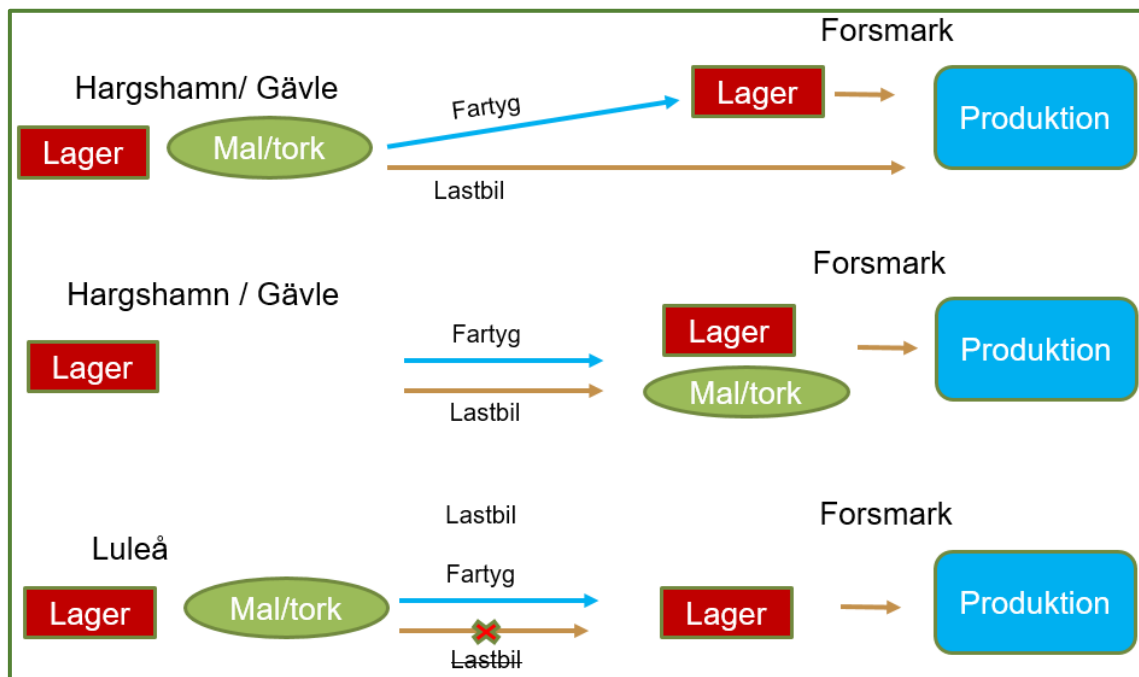 Forsmark
Hargshamn/ Gävle
Lager
Mal/tork
Fartyg
Lastbil
Lager
Produktion
Forsmark
Hargshamn / Gävle
Lager
Fartyg
Lastbil
Lager
Mal/tork
Produktion
Lastbil
Forsmark
Luleå
Lager
Mal/tork
Fartyg
Lastbil
Lager
Produktion